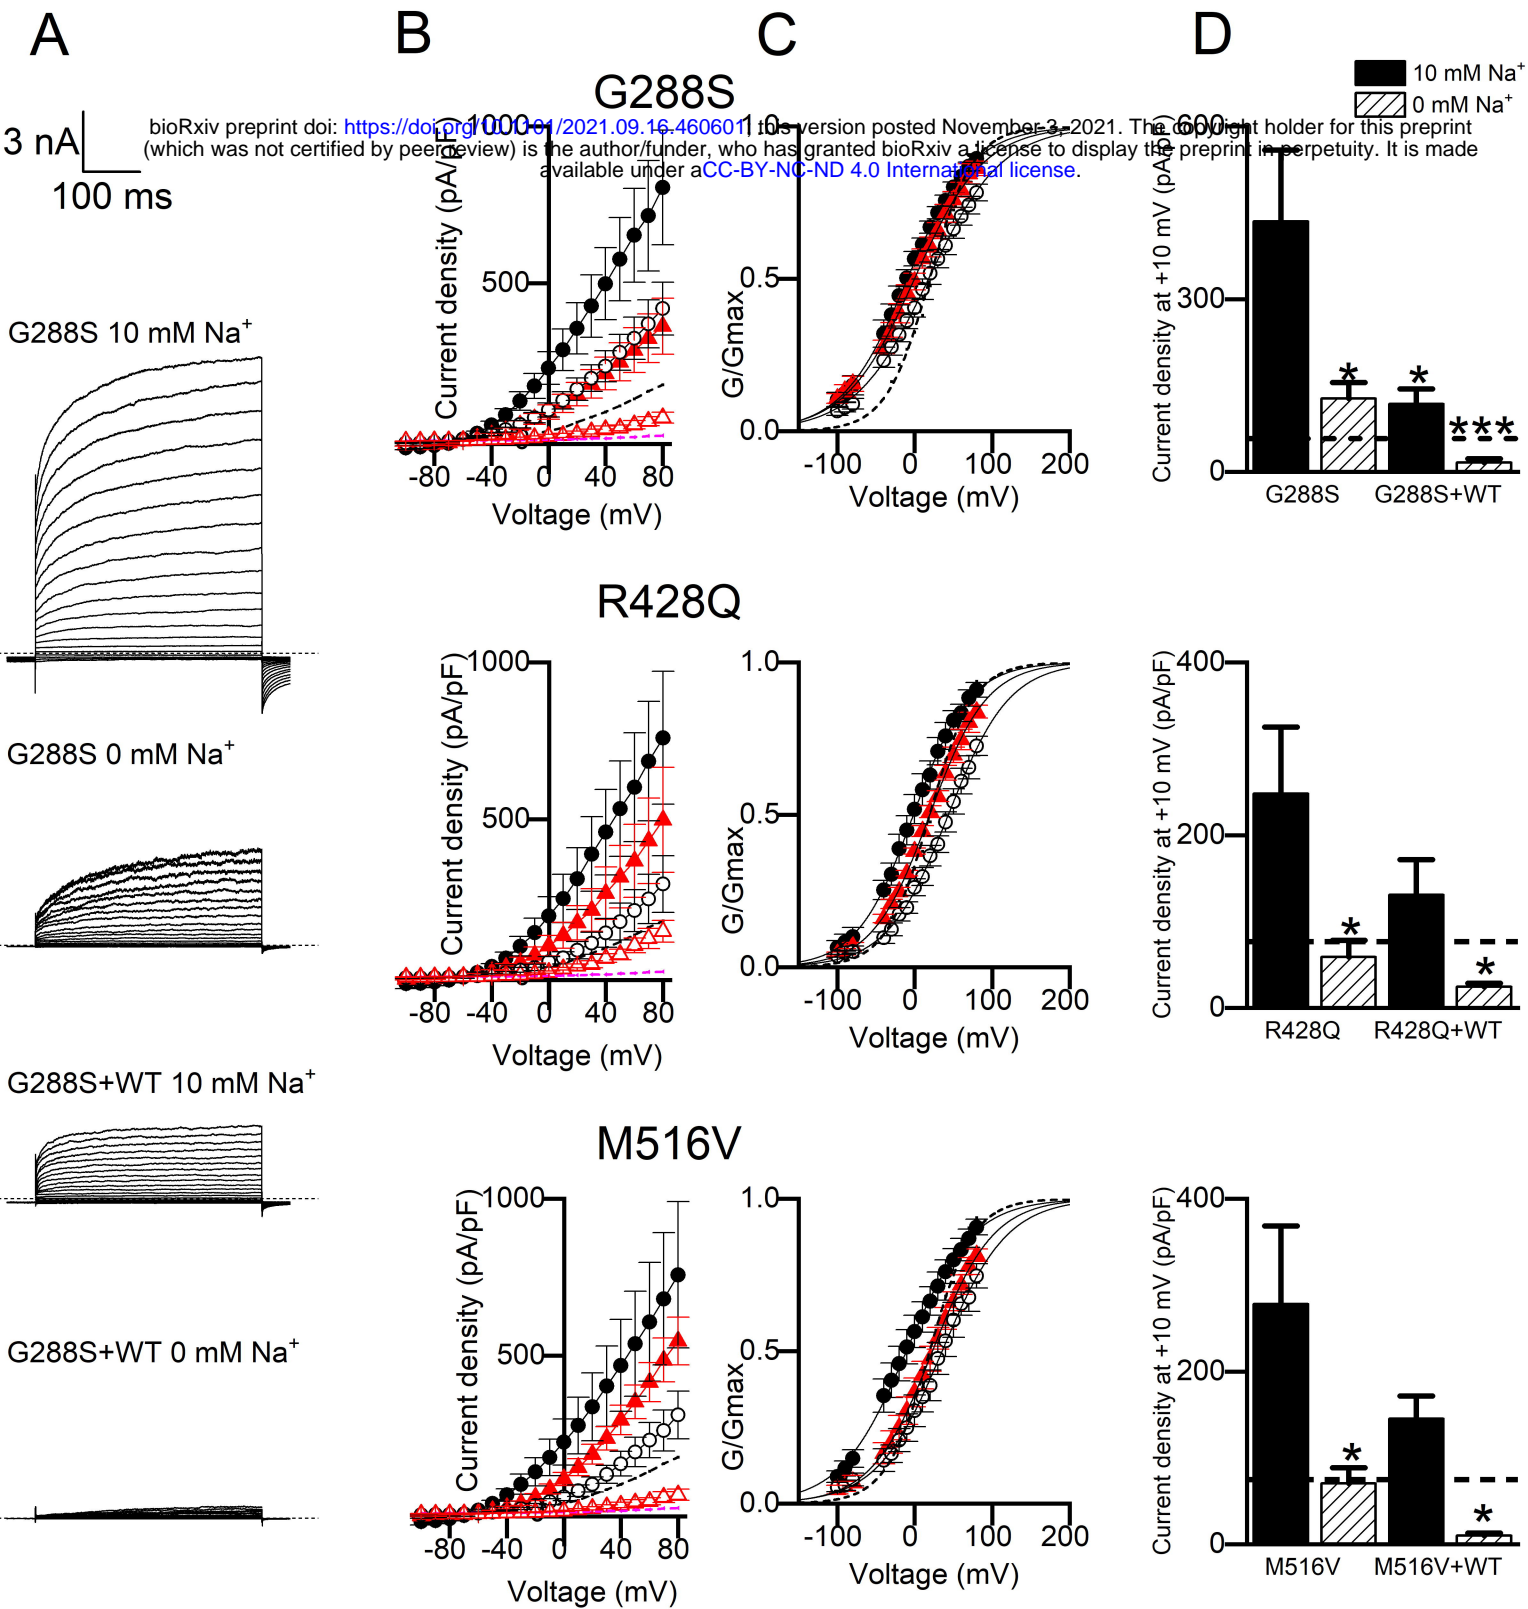 A
B
C
D
10 mM Na⁺
0 mM Na⁺
3 nA
100 ms
bioRxiv preprint doi: https://doi.org/10.1101/2021.09.16.460601; this version posted November 3, 2021. The copyright holder for this preprint
(which was not certified by peer review) is the author/funder, who has granted bioRxiv a license to display the preprint in perpetuity. It is made
available under aCC-BY-NC-ND 4.0 International license.
G288S 10 mM Na⁺
G288S 0 mM Na⁺
G288S+WT 10 mM Na⁺
G288S+WT 0 mM Na⁺
G288S
Current density (pA/pF)
1000
500
-80 -40 0 40 80
Voltage (mV)
G/Gmax
1.0
0.5
0.0
-100 0 100 200
Voltage (mV)
Current density at +10 mV (pA/pF)
600
300
0
*
*
***
G288S G288S+WT
R428Q
Current density (pA/pF)
1000
500
-80 -40 0 40 80
Voltage (mV)
G/Gmax
1.0
0.5
0.0
-100 0 100 200
Voltage (mV)
Current density at +10 mV (pA/pF)
400
200
0
*
*
R428Q R428Q+WT
M516V
Current density (pA/pF)
1000
500
-80 -40 0 40 80
Voltage (mV)
G/Gmax
1.0
0.5
0.0
-100 0 100 200
Voltage (mV)
Current density at +10 mV (pA/pF)
400
200
0
*
*
M516V M516V+WT